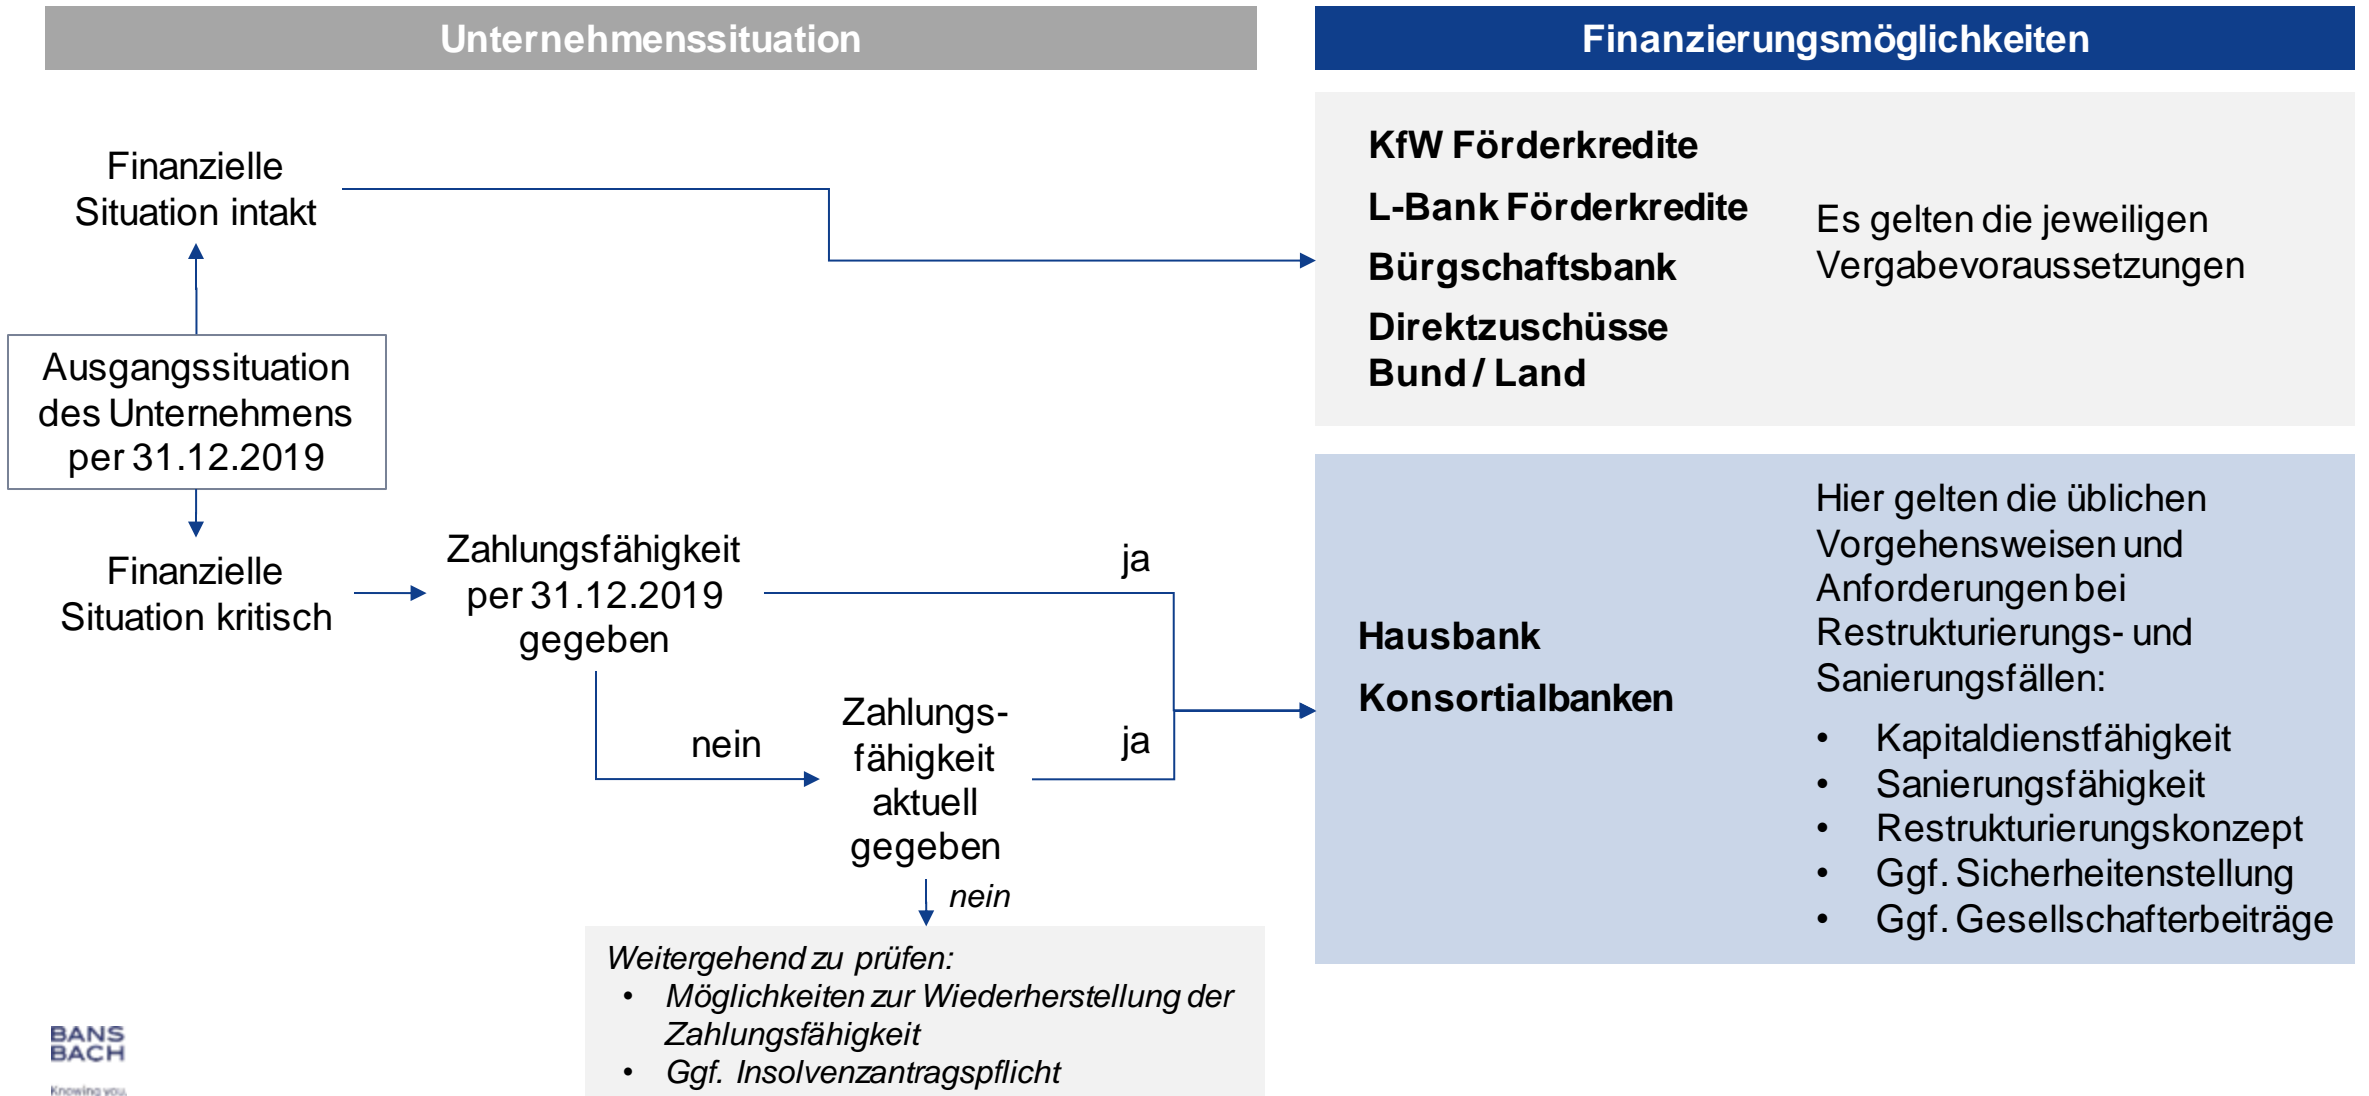 Unternehmenssituation
Finanzierungsmöglichkeiten
Finanzielle
Situation intakt
Ausgangssituation
des Unternehmens
per 31.12.2019
Finanzielle
Situation kritisch
Zahlungsfähigkeit
per 31.12.2019
gegeben
ja
nein
Zahlungs-
fähigkeit
aktuell
gegeben
ja
nein
Weitergehend zu prüfen:
• Möglichkeiten zur Wiederherstellung der
Zahlungsfähigkeit
• Ggf. Insolvenzantragspflicht
KfW Förderkredite
L-Bank Förderkredite
Bürgschaftsbank
Direktzuschüsse
Bund / Land
Es gelten die jeweiligen
Vergabevoraussetzungen
Hausbank
Konsortialbanken
Hier gelten die üblichen
Vorgehensweisen und
Anforderungen bei
Restrukturierungs- und
Sanierungsfällen:
• Kapitaldienstfähigkeit
• Sanierungsfähigkeit
• Restrukturierungskonzept
• Ggf. Sicherheitenstellung
• Ggf. Gesellschafterbeiträge
BANS
BACH
Knowing you.